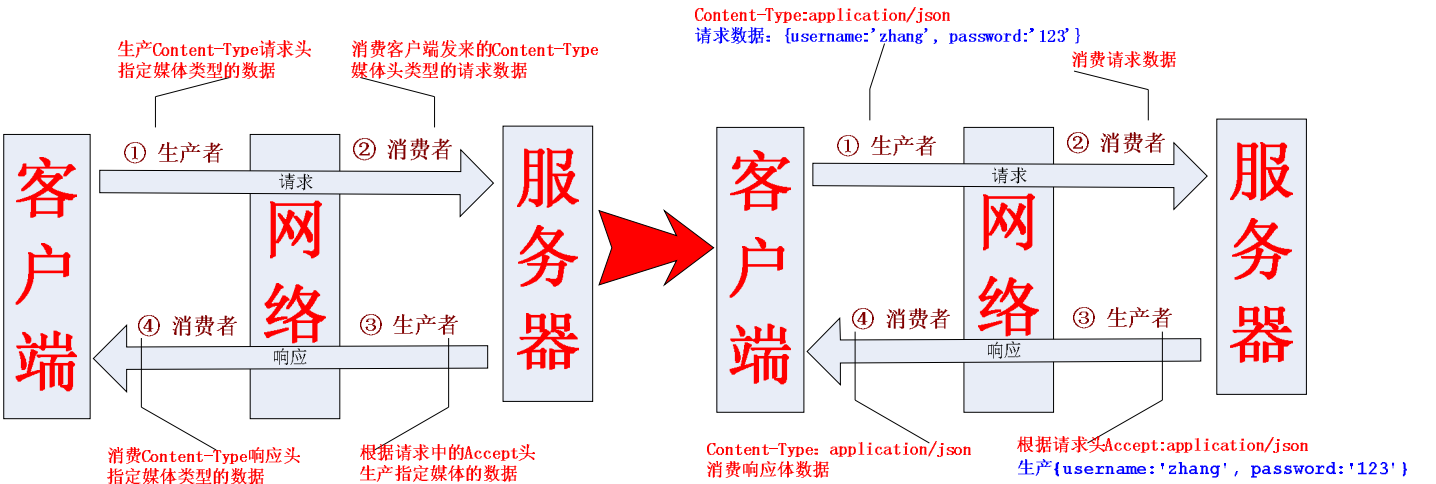 生产Content-Type请求头
指定媒体类型的数据
消费客户端发来的Content-Type
媒体头类型的请求数据
① 生产者
② 消费者
请求
客户端
网络
服务器
④ 消费者
③ 生产者
响应
消费Content-Type响应头
指定媒体类型的数据
根据请求中的Accept头
生产指定媒体的数据
Content-Type:application/json
请求数据: {username:'zhang', password:'123'}
消费请求数据
① 生产者
② 消费者
请求
客户端
网络
服务器
④ 消费者
③ 生产者
响应
Content-Type: application/json
消费响应体数据
根据请求头Accept:application/json
生产{username:'zhang', password:'123'}